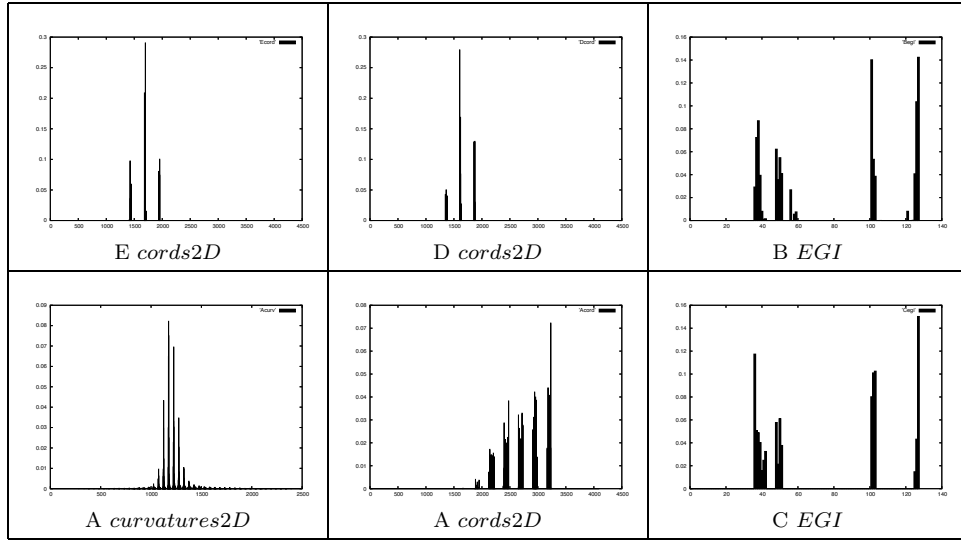 'Ecord'
0.3
0.25
0.2
0.15
0.1
0.05
0
0 500 1000 1500 2000 2500 3000 3500 4000 4500
E cords2D
'Dcord'
0.3
0.25
0.2
0.15
0.1
0.05
0
0 500 1000 1500 2000 2500 3000 3500 4000 4500
D cords2D
'Begi'
0.16
0.14
0.12
0.1
0.08
0.06
0.04
0.02
0
0 20 40 60 80 100 120 140
B EGI
'Acurv'
0.09
0.08
0.07
0.06
0.05
0.04
0.03
0.02
0.01
0
0 500 1000 1500 2000 2500
A curvatures2D
'Acord'
0.08
0.07
0.06
0.05
0.04
0.03
0.02
0.01
0
0 500 1000 1500 2000 2500 3000 3500 4000 4500
A cords2D
'Cegi'
0.16
0.14
0.12
0.1
0.08
0.06
0.04
0.02
0
0 20 40 60 80 100 120 140
C EGI